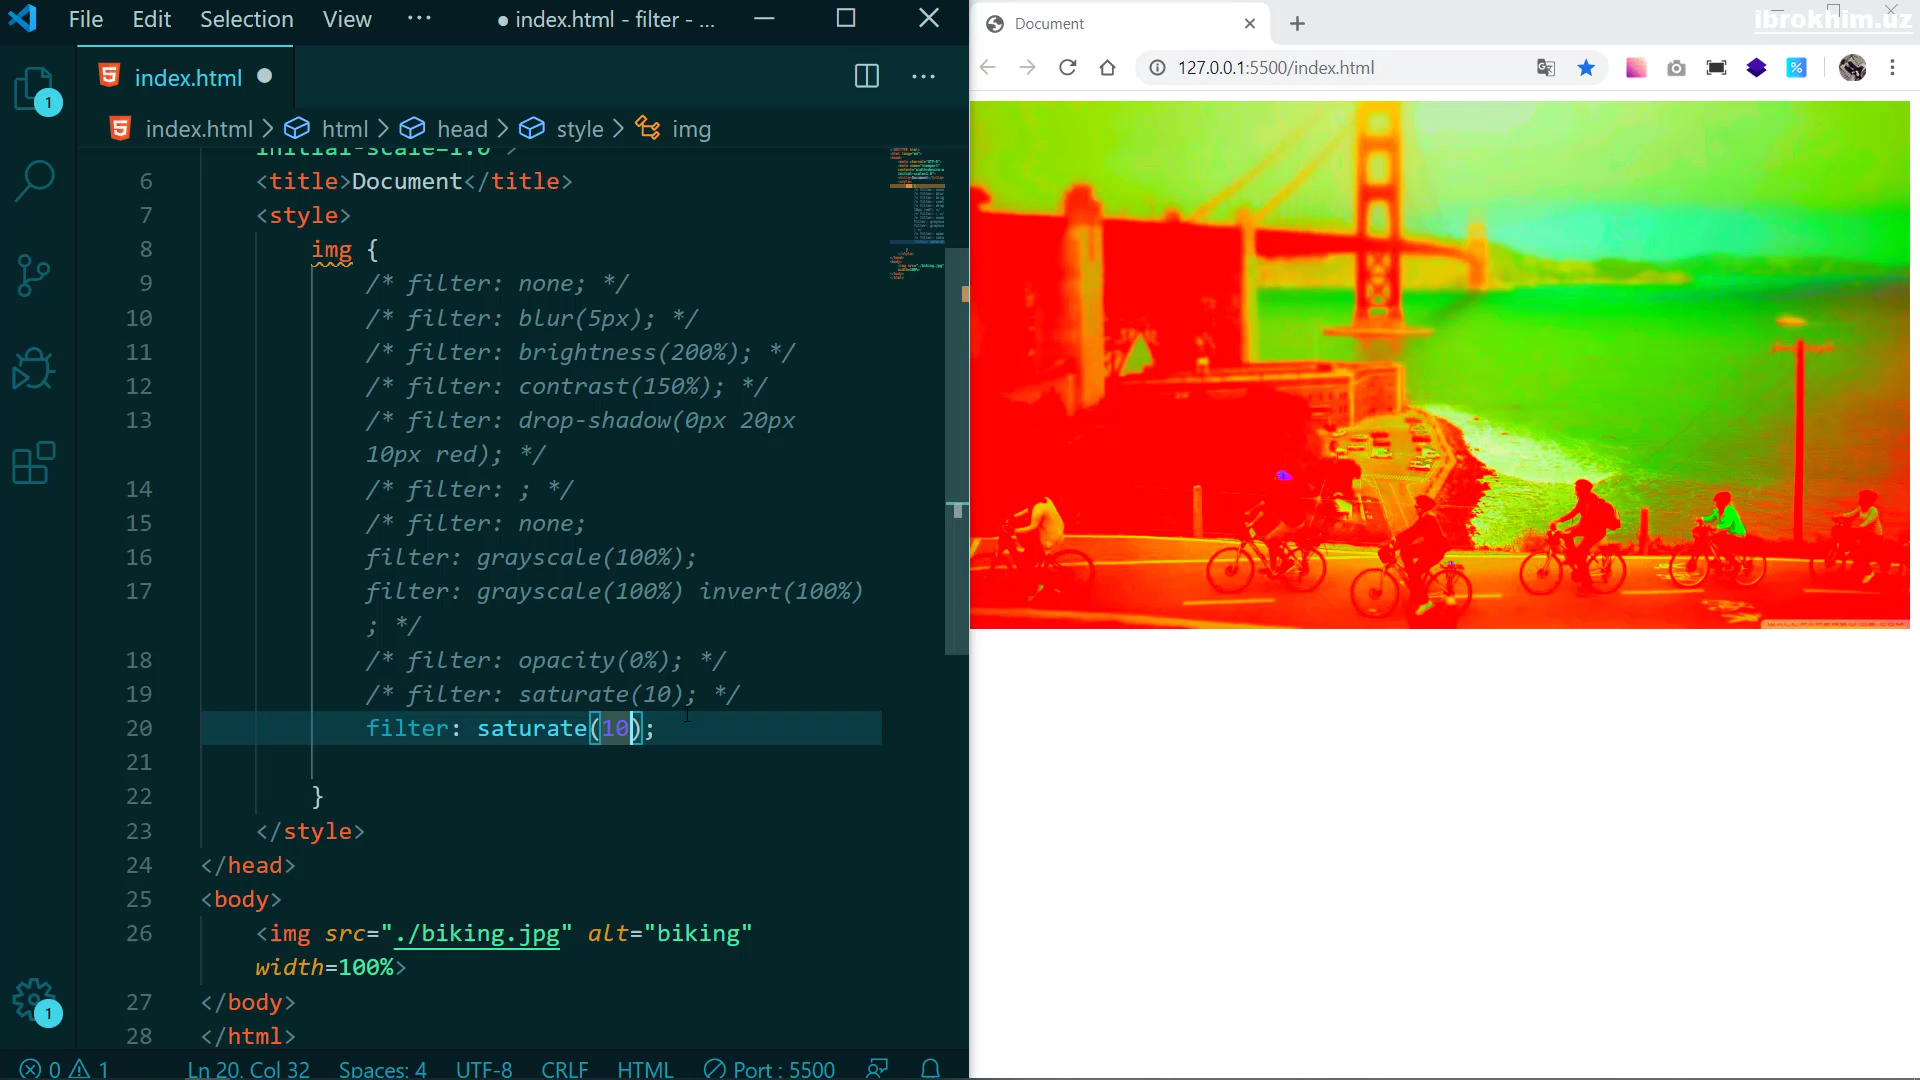 File Edit Selection View ··· ● index.html - filter - ...
index.html ●
index.html > html > head > style > img
initial-scale=1.0">
6 <title>Document</title>
7 <style>
8 img {
9 /* filter: none; */
10 /* filter: blur(5px); */
11 /* filter: brightness(200%); */
12 /* filter: contrast(150%); */
13 /* filter: drop-shadow(0px 20px
10px red); */
14 /* filter: ; */
15 /* filter: none;
16 filter: grayscale(100%);
17 filter: grayscale(100%) invert(100%)
; */
18 /* filter: opacity(0%); */
19 /* filter: saturate(10); */
20 filter: saturate(10);
21
22 }
23 </style>
24 </head>
25 <body>
26 <img src="./biking.jpg" alt="biking"
width=100%>
27 </body>
28 </html>
0 1 Ln 20, Col 32 Spaces: 4 UTF-8 CRLF HTML Port : 5500
1
1
Document
ibrokhim.uz
127.0.0.1:5500/index.html